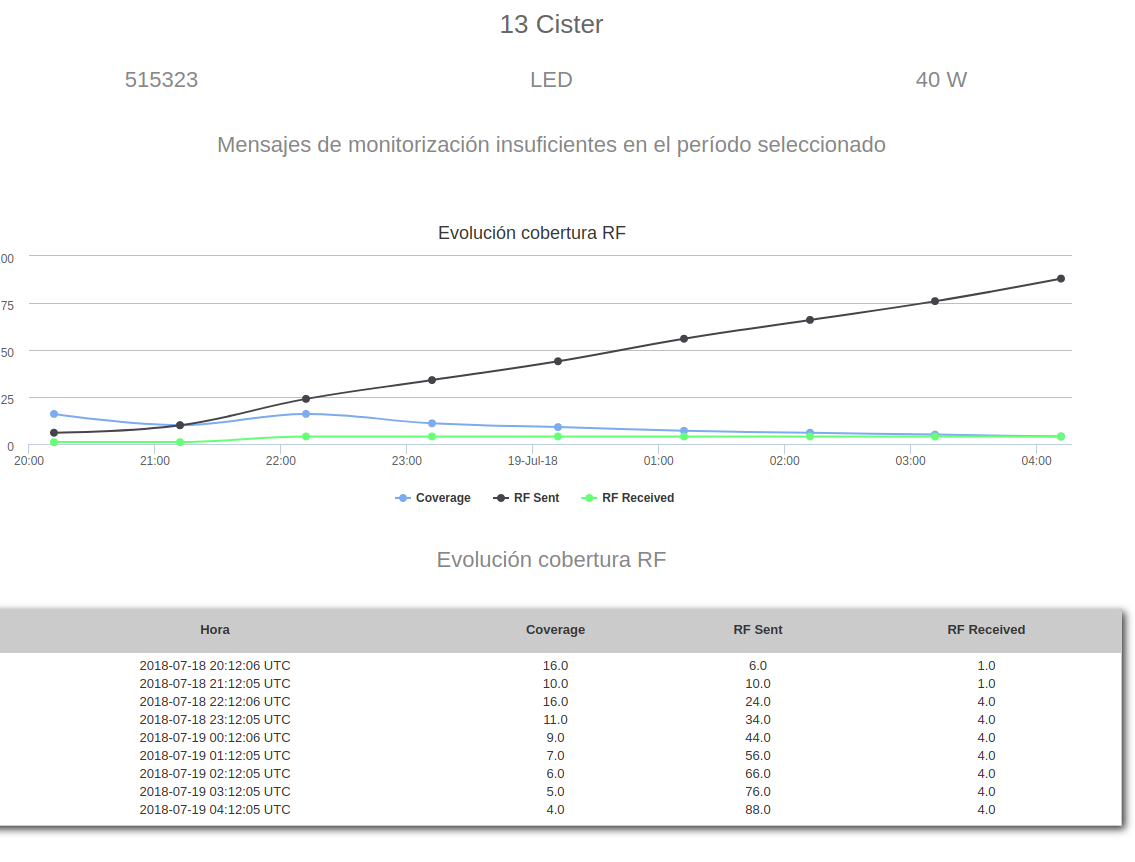 13 Cister
515323 LED 40 W
Mensajes de monitorización insuficientes en el período seleccionado
Evolución cobertura RF
00
75
50
25
0
20:00 21:00 22:00 23:00 19-Jul-18 01:00 02:00 03:00 04:00
Coverage RF Sent RF Received
Evolución cobertura RF
Hora Coverage RF Sent RF Received
2018-07-18 20:12:06 UTC 16.0 6.0 1.0
2018-07-18 21:12:05 UTC 10.0 10.0 1.0
2018-07-18 22:12:06 UTC 16.0 24.0 4.0
2018-07-18 23:12:05 UTC 11.0 34.0 4.0
2018-07-19 00:12:06 UTC 9.0 44.0 4.0
2018-07-19 01:12:05 UTC 7.0 56.0 4.0
2018-07-19 02:12:05 UTC 6.0 66.0 4.0
2018-07-19 03:12:05 UTC 5.0 76.0 4.0
2018-07-19 04:12:05 UTC 4.0 88.0 4.0